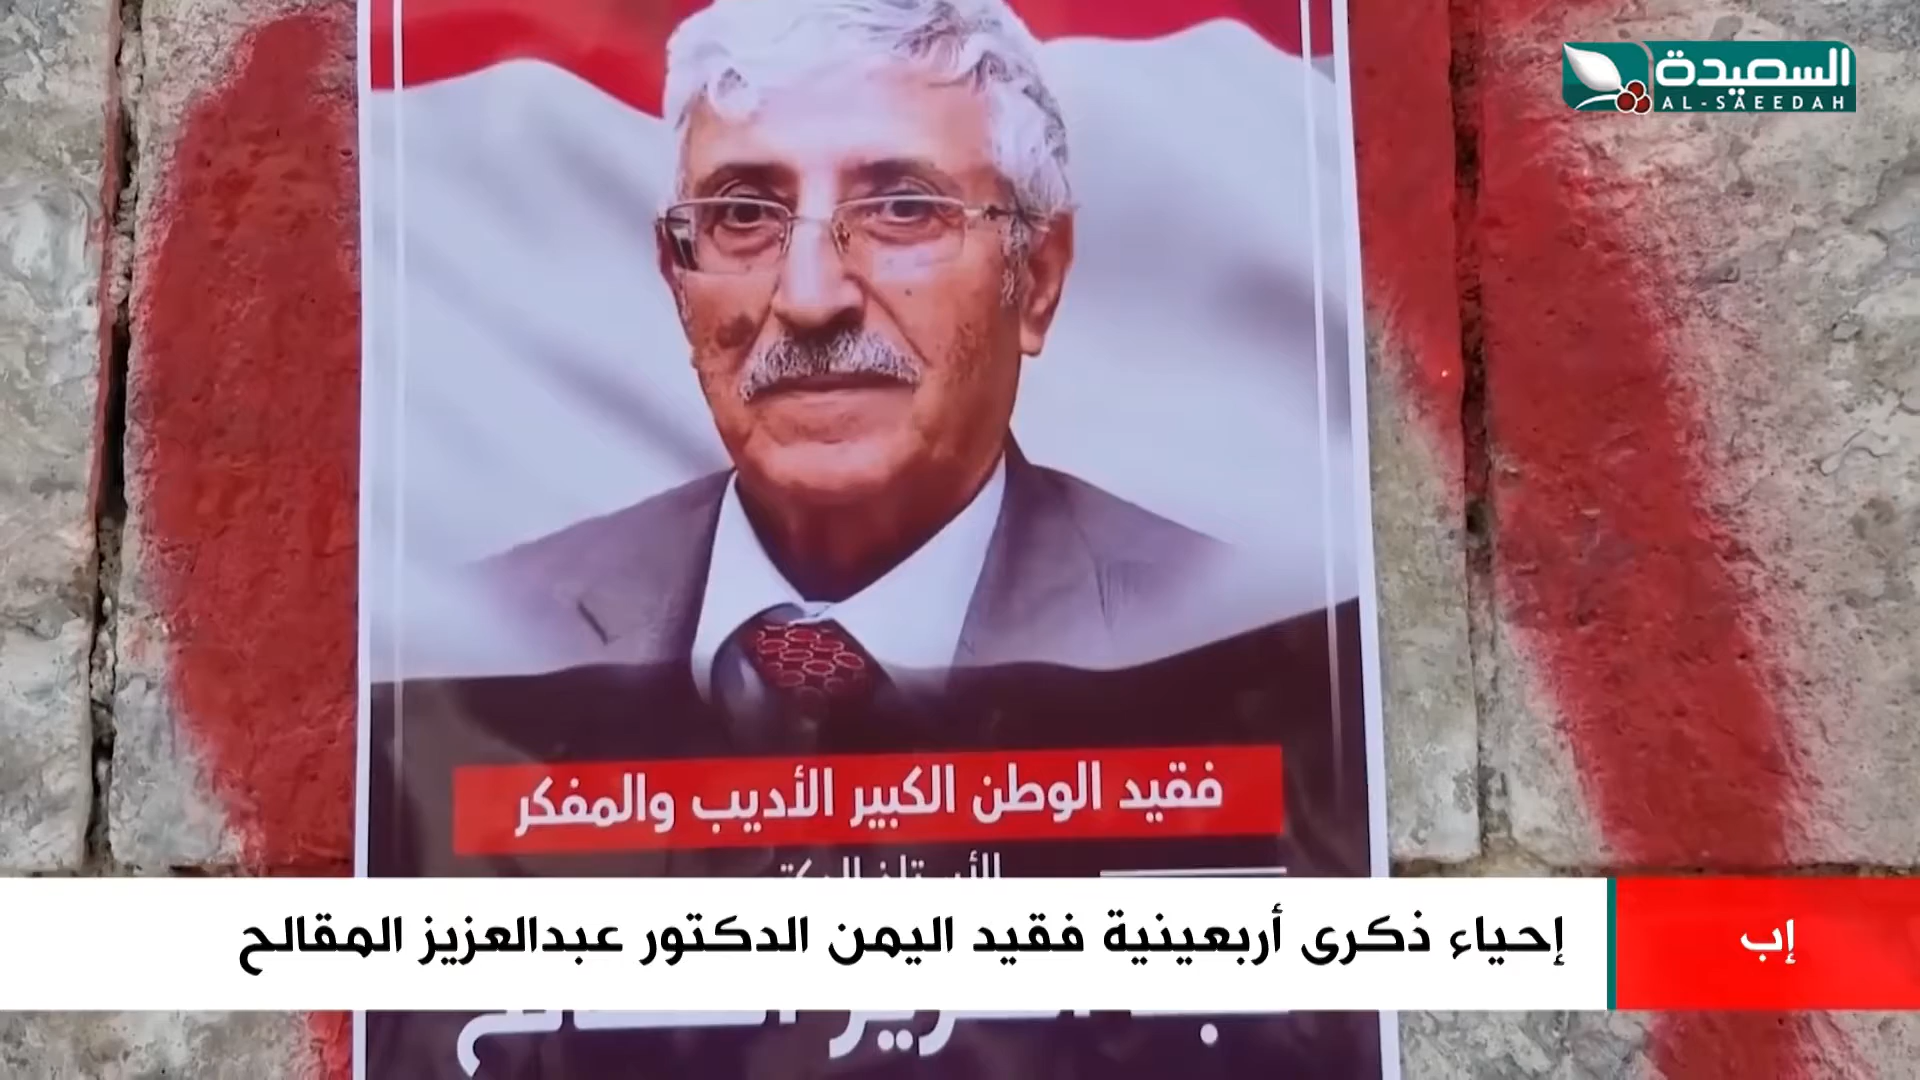 السعيدة
AL-SAEEDAH
فقيد الوطن الكبير الأديب والمفكر
إب
إحياء ذكرى أربعينية فقيد اليمن الدكتور عبدالعزيز المقالح